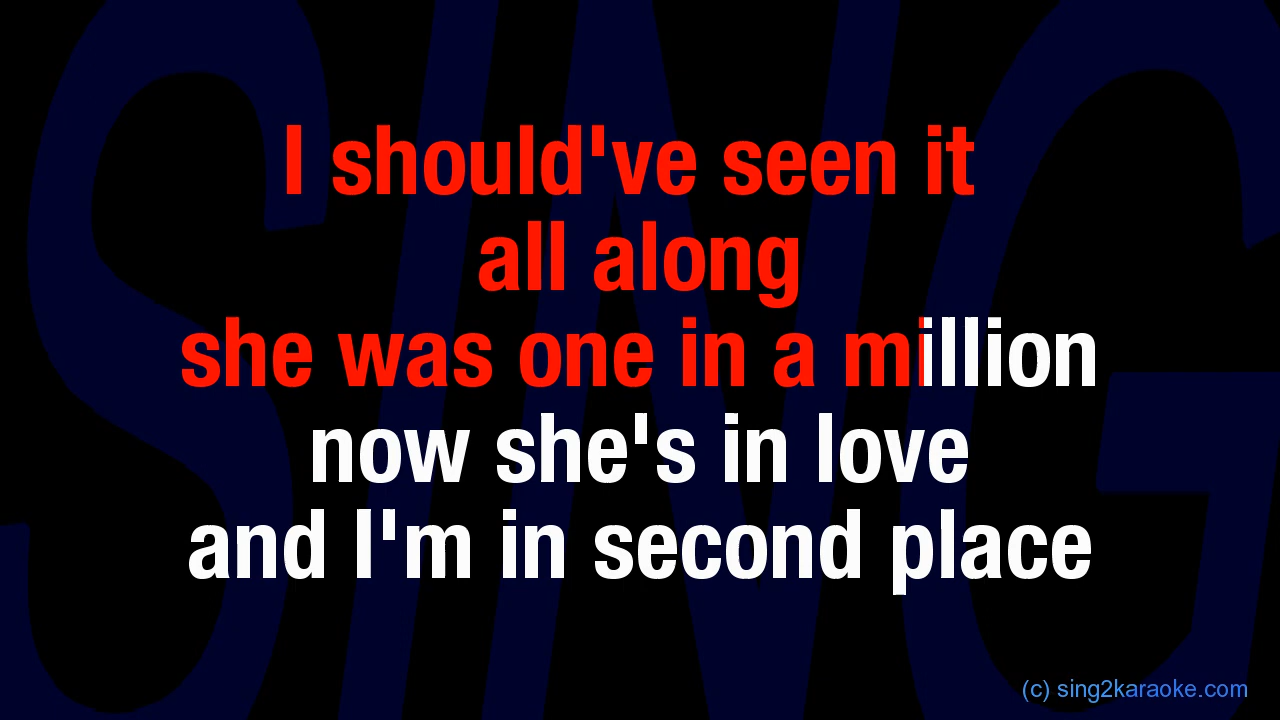 SING
I should've seen it
all along
she was one in a million
now she's in love
and I'm in second place
(c) sing2karaoke.com